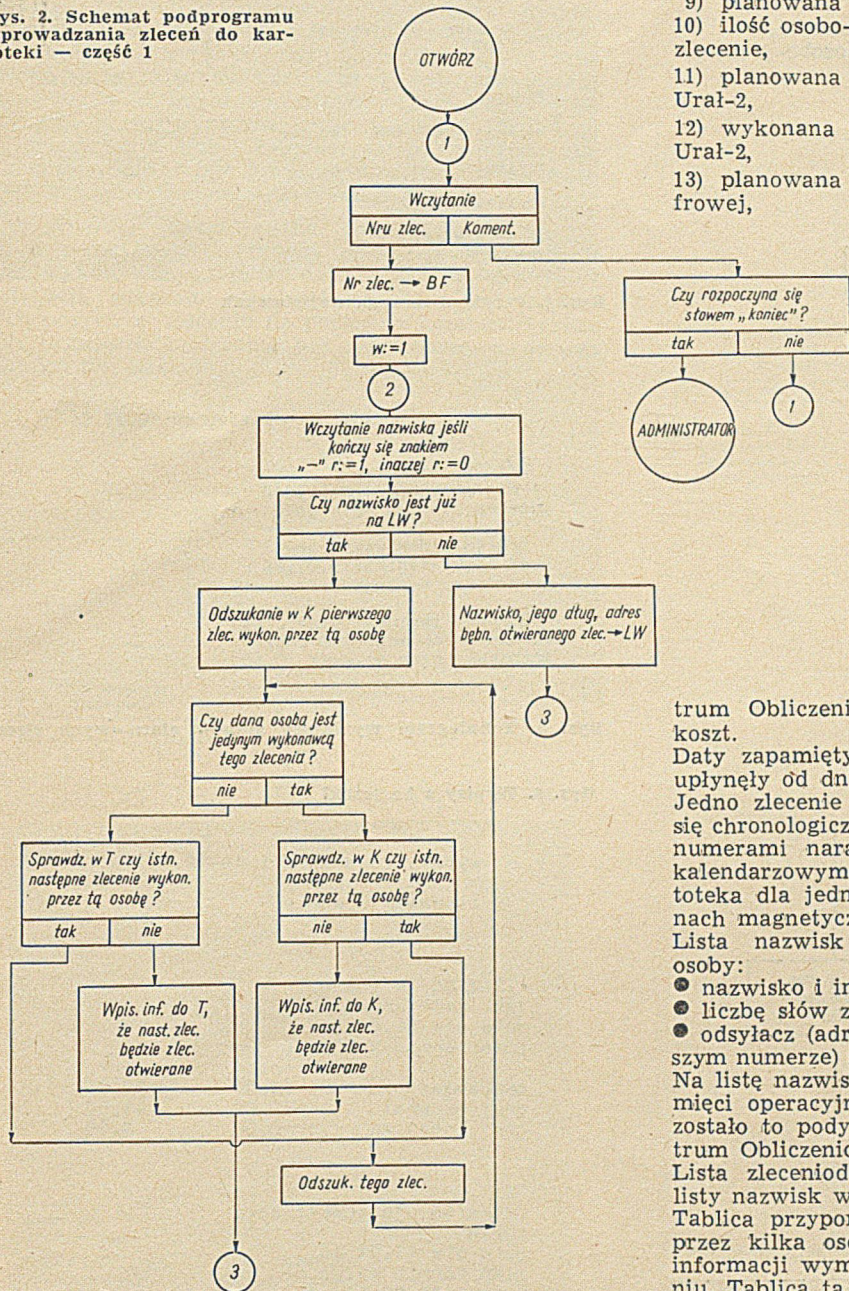 ys. 2. Schemat podprogramu
prowadzania zleceń do kar-
oteki — część 1
OTWÓRZ
1
Wczytanie
Nru zlec. Koment.
Nr zlec. → BF
w:=1
2
Czy rozpoczyna się
słowem „koniec"?
tak nie
ADMINISTRATOR
1
Wczytanie nazwiska jeśli
kończy się znakiem
„—" r:=1, inaczej r:=0
Czy nazwisko jest już
na LW?
tak nie
Odszukanie w K pierwszego
zlec. wykon. przez tą osobę
Nazwisko, jego dług, adres
bębn. otwieranego zlec.→LW
3
Czy dana osoba jest
jedynym wykonawcą
tego zlecenia?
nie tak
Sprawdz. w T czy istn.
następne zlecenie wykon.
przez tą osobę?
tak nie
Sprawdz. w K czy istn.
następne zlecenie wykon.
przez tą osobę?
nie tak
Wpis. inf. do T,
że nast. zlec.
będzie zlec.
otwierane
Wpis. inf. do K,
że nast. zlec.
będzie zlec.
otwierane
Odszuk. tego zlec.
3
9) planowana
10) ilość osobo-
zlecenie,
11) planowana
Urał-2,
12) wykonana
Urał-2,
13) planowana
frowej,
trum Obliczeni
koszt.
Daty zapamięty
upłynęły od dn
Jedno zlecenie
się chronologicz
numerami nara
kalendarzowym
toteka dla jedn
nach magnetycz
Lista nazwisk
osoby:
● nazwisko i in
● liczbę słów z
● odsyłacz (adr
szym numerze)
Na listę nazwis
mięci operacyjn
zostało to pody
trum Obliczenio
Lista zleceniod
listy nazwisk w
Tablica przypor
przez kilka oso
informacji wym
niu. Tablica ta